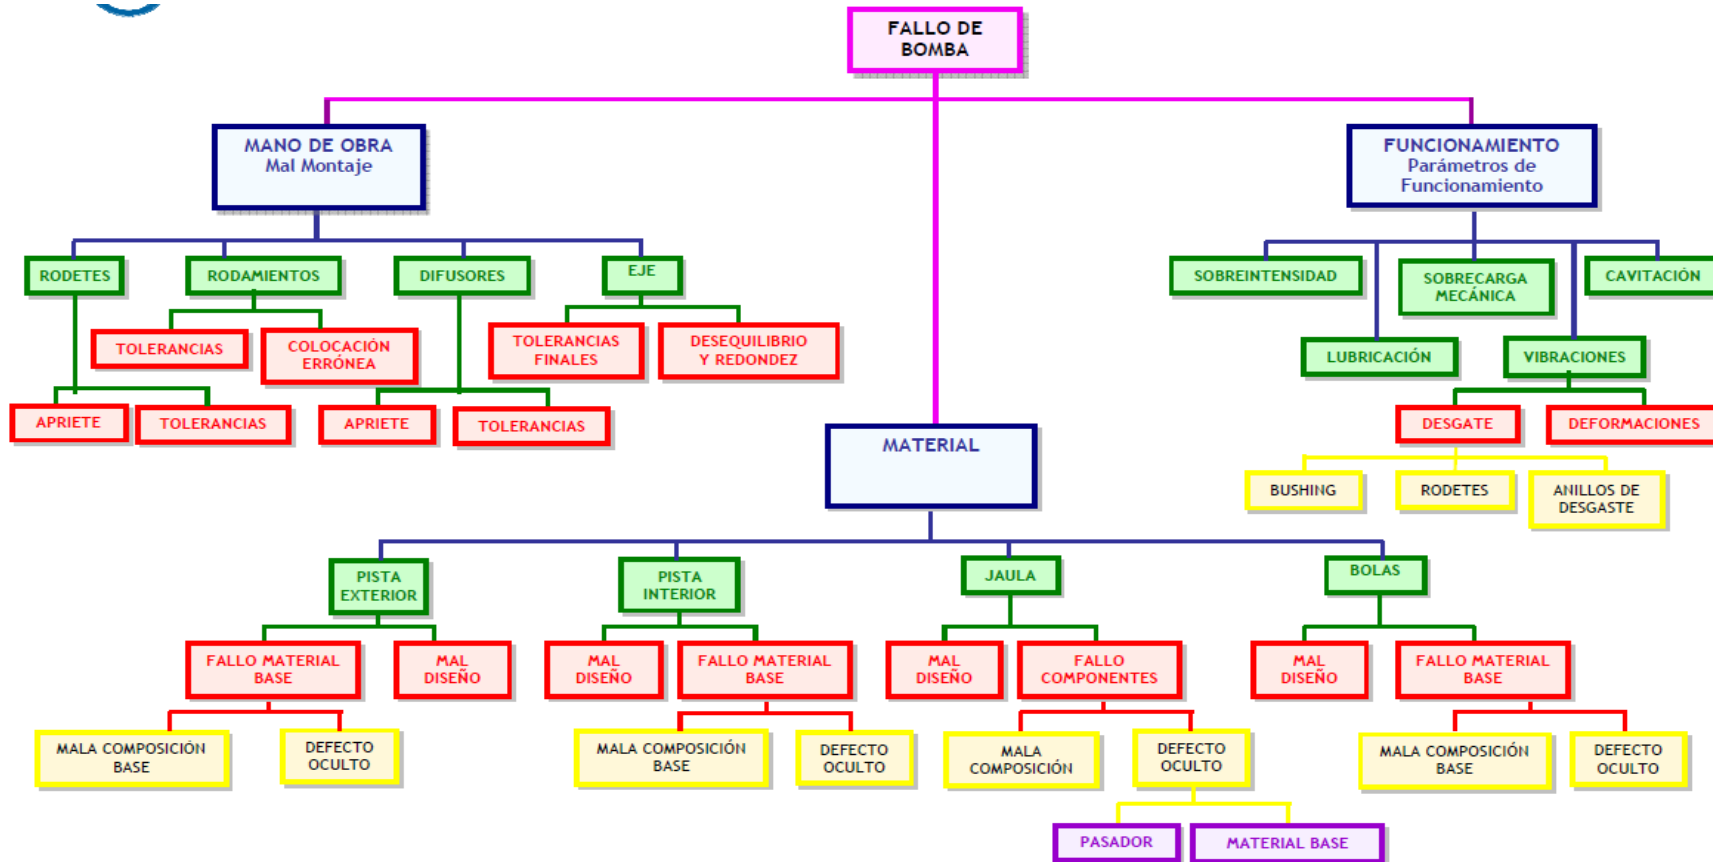 FALLO DE
BOMBA
MANO DE OBRA
Mal Montaje
FUNCIONAMIENTO
Parámetros de
Funcionamiento
RODETES
RODAMIENTOS
DIFUSORES
EJE
SOBREINTENSIDAD
SOBRECARGA
MECÁNICA
CAVITACIÓN
TOLERANCIAS
COLOCACIÓN
ERRÓNEA
TOLERANCIAS
FINALES
DESEQUILIBRIO
Y REDONDEZ
LUBRICACIÓN
VIBRACIONES
APRIETE
TOLERANCIAS
APRIETE
TOLERANCIAS
DESGATE
DEFORMACIONES
MATERIAL
BUSHING
RODETES
ANILLOS DE
DESGASTE
PISTA
EXTERIOR
PISTA
INTERIOR
JAULA
BOLAS
FALLO MATERIAL
BASE
MAL
DISEÑO
MAL
DISEÑO
FALLO MATERIAL
BASE
MAL
DISEÑO
FALLO
COMPONENTES
MAL
DISEÑO
FALLO MATERIAL
BASE
MALA COMPOSICIÓN
BASE
DEFECTO
OCULTO
MALA COMPOSICIÓN
BASE
DEFECTO
OCULTO
MALA
COMPOSICIÓN
DEFECTO
OCULTO
MALA COMPOSICIÓN
BASE
DEFECTO
OCULTO
PASADOR
MATERIAL BASE